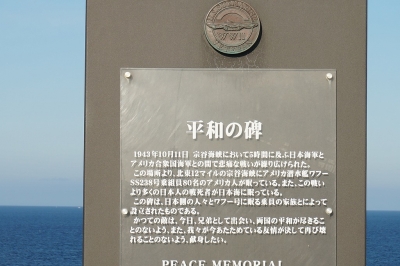 平和の碑
1943年10月11日 宗谷海峡において5時間に及ぶ日本海軍と
アメリカ合衆国海軍との間で悲痛な戦いが繰り広げられた。
この場所より、北東12マイルの宗谷海峡にアメリカ潜水艦ワフー
SS238号乗組員80名のアメリカ人が眠っている。また、この戦い
より多くの日本人の戦死者が日本海に眠っている。
この碑は、日本側の人々とワフー号に眠る乗員の家族とによって
設立されたものである。
かつての敵は、今日、兄弟として出会い、両国の平和が尽きるこ
とのないよう、また、我々が今あたためている友情が決して再び壊
れることのないよう、献身したい。
PEACE MEMORIAL